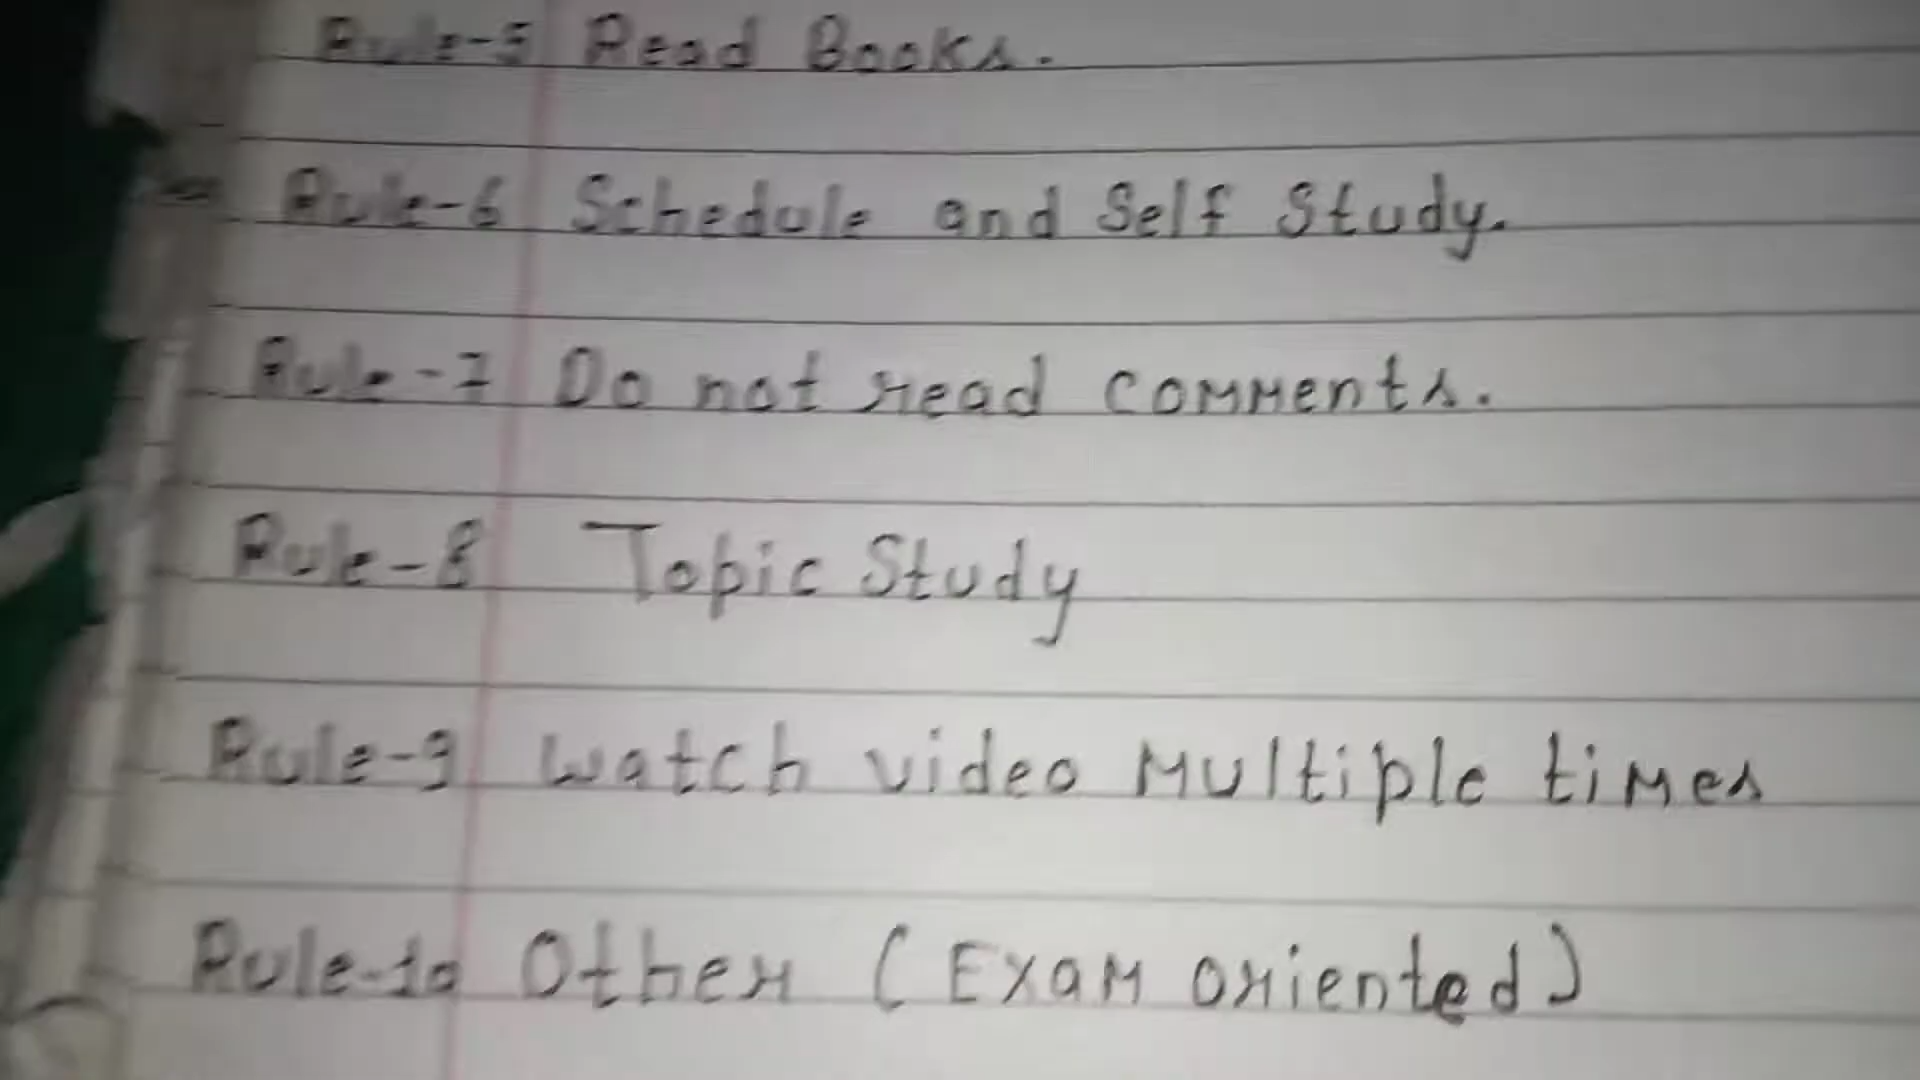 Rule-5 Read Books.
Rule-6 Schedule and Self Study.
Rule-7 Do not read comments.
Rule-8 Topic Study
Rule-9 Watch video Multiple times
Rule-10 Other (Exam oriented)